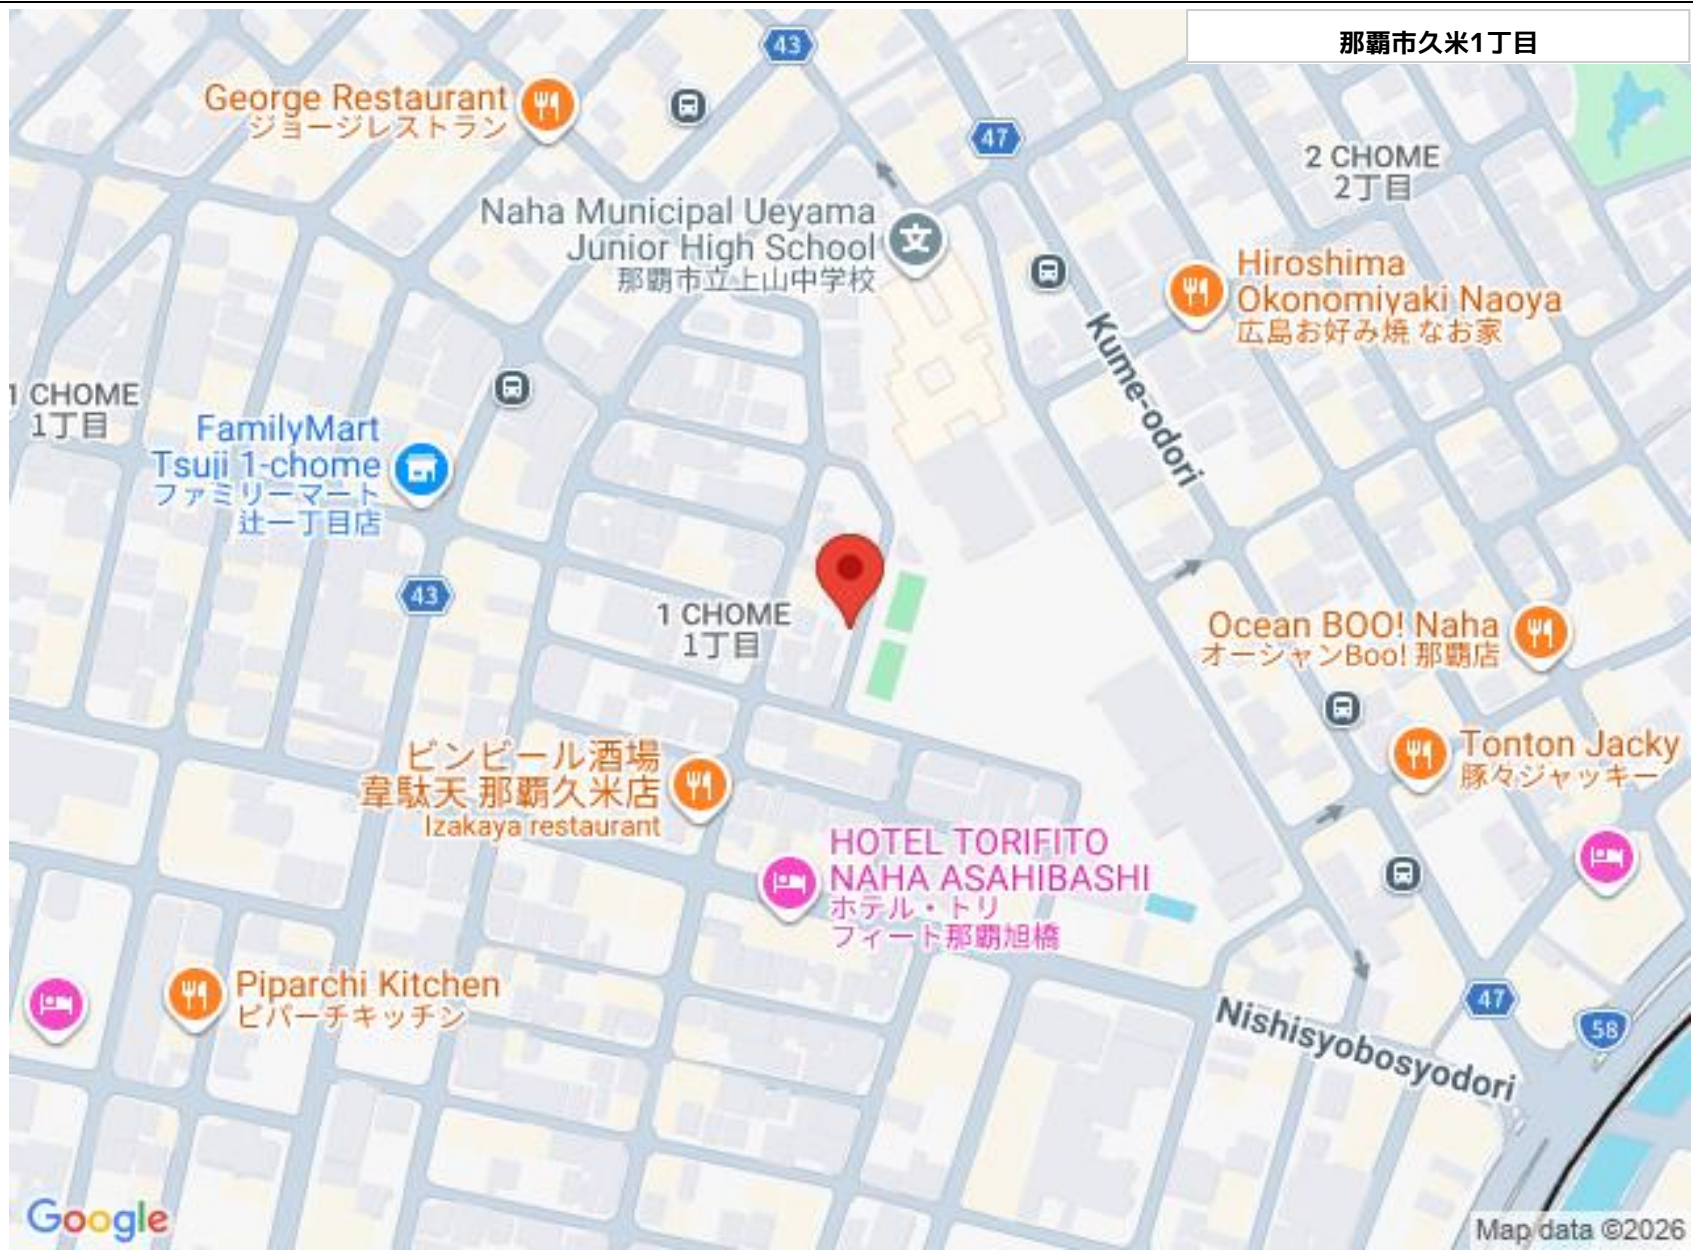 那覇市久米1丁目
43
George Restaurant
ジョージレストラン
47
2 CHOME
2丁目
Naha Municipal Ueyama
Junior High School
那覇市立上山中学校
文
Hiroshima
Okonomiyaki Naoya
広島お好み焼 なお家
Kume-odori
1 CHOME
1丁目
FamilyMart
Tsuji 1-chome
ファミリーマート
辻一丁目店
43
1 CHOME
1丁目
Ocean BOO! Naha
オーシャンBoo! 那覇店
Tonton Jacky
豚々ジャッキー
ビンビール酒場
韋駄天 那覇久米店
Izakaya restaurant
HOTEL TORIFITO
NAHA ASAHIBASHI
ホテル・トリ
フィート那覇旭橋
Piparchi Kitchen
ピパーチキッチン
47
58
Nishisyobosyodori
Google
Map data ©2026